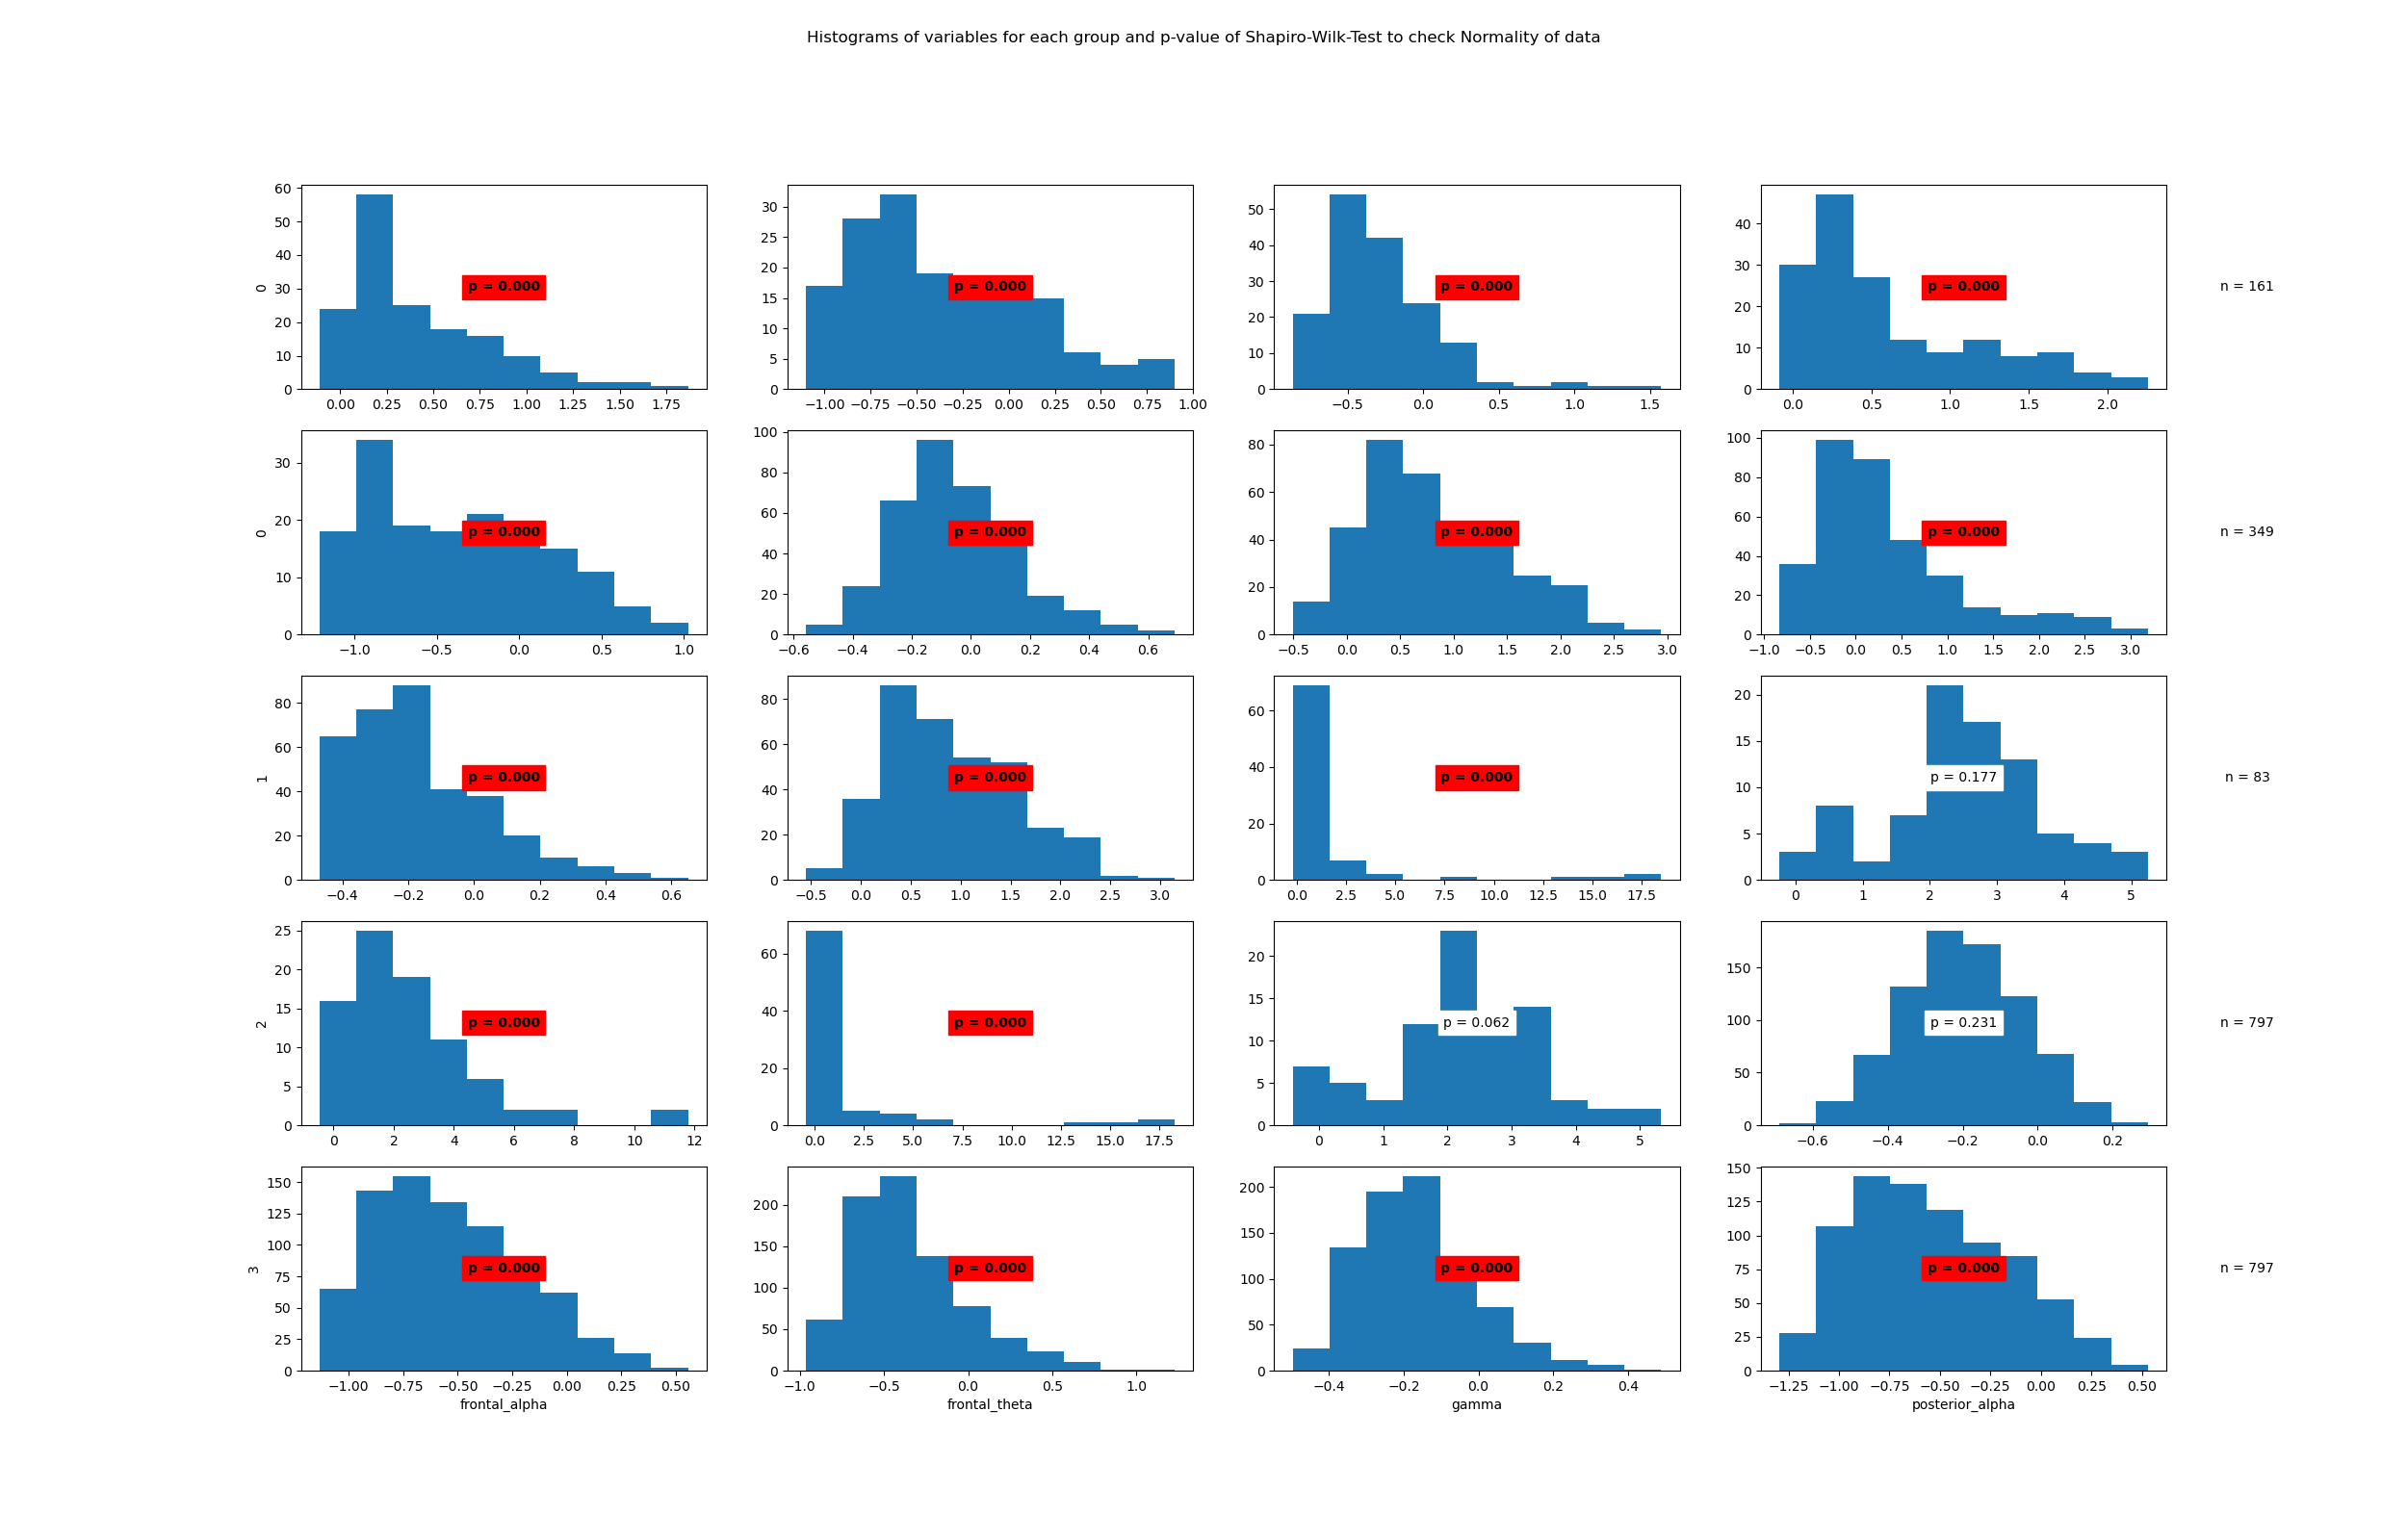 Histograms of variables for each group and p-value of Shapiro-Wilk-Test to check Normality of data
60
50
40
30
20
10
0
0
p = 0.000
0.00 0.25 0.50 0.75 1.00 1.25 1.50 1.75
30
25
20
15
10
5
0
p = 0.000
−1.00 −0.75 −0.50 −0.25 0.00 0.25 0.50 0.75 1.00
50
40
30
20
10
0
p = 0.000
−0.5 0.0 0.5 1.0 1.5
40
30
20
10
0
p = 0.000
0.0 0.5 1.0 1.5 2.0
n = 161
30
20
10
0
0
p = 0.000
−1.0 −0.5 0.0 0.5 1.0
100
80
60
40
20
0
p = 0.000
−0.6 −0.4 −0.2 0.0 0.2 0.4 0.6
80
60
40
20
0
p = 0.000
−0.5 0.0 0.5 1.0 1.5 2.0 2.5 3.0
100
80
60
40
20
0
p = 0.000
−1.0 −0.5 0.0 0.5 1.0 1.5 2.0 2.5 3.0
n = 349
80
60
40
20
0
1
p = 0.000
−0.4 −0.2 0.0 0.2 0.4 0.6
80
60
40
20
0
p = 0.000
−0.5 0.0 0.5 1.0 1.5 2.0 2.5 3.0
60
40
20
0
p = 0.000
0.0 2.5 5.0 7.5 10.0 12.5 15.0 17.5
20
15
10
5
0
p = 0.177
0 1 2 3 4 5
n = 83
25
20
15
10
5
0
2
p = 0.000
0 2 4 6 8 10 12
60
40
20
0
p = 0.000
0.0 2.5 5.0 7.5 10.0 12.5 15.0 17.5
20
15
10
5
0
p = 0.062
0 1 2 3 4 5
150
100
50
0
p = 0.231
−0.6 −0.4 −0.2 0.0 0.2
n = 797
150
125
100
75
50
25
0
3
p = 0.000
−1.00 −0.75 −0.50 −0.25 0.00 0.25 0.50
frontal_alpha
200
150
100
50
0
p = 0.000
−1.0 −0.5 0.0 0.5 1.0
frontal_theta
200
150
100
50
0
p = 0.000
−0.4 −0.2 0.0 0.2 0.4
gamma
150
125
100
75
50
25
0
p = 0.000
−1.25 −1.00 −0.75 −0.50 −0.25 0.00 0.25 0.50
posterior_alpha
n = 797